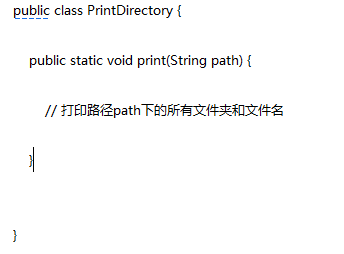 public class PrintDirectory {
public static void print(String path) {
// 打印路径path下的所有文件夹和文件名
}
}